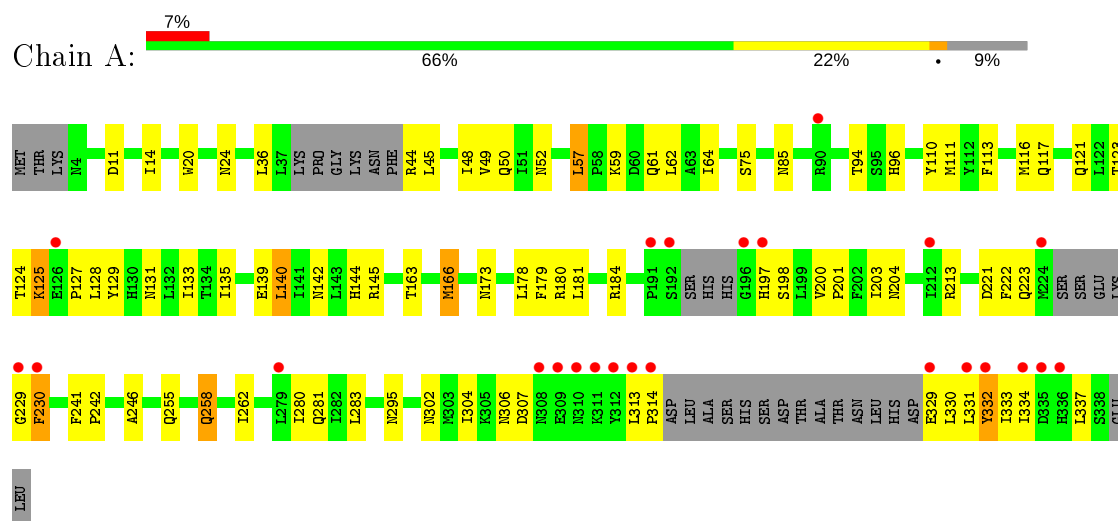 7%
Chain A:
66% 22% • 9%
MET THR LYS N4 D11 I14 W20 N24 L36 L37 LYS PRO GLY LYS ASN PHE R44 L45 I48 V49 Q50 I51 N52 L57 P58 K59 D60 Q61 L62 A63 I64 S75 N85 R90 T94 S95 H96 Y110 M111 Y112 F113 M116 Q117 Q121 L122 T123
T124 K125 E126 P127 L128 Y129 H130 N131 L132 I133 T134 I135 E139 L140 I141 N142 L143 H144 R145 T163 M166 N173 L178 F179 R180 L181 R184 P191 S192 SER HIS HIS G196 H197 S198 L199 V200 P201 F202 I203 N204 I212 R213 D221 F222 Q223 M224 SER SER GLU LYS
G229 F230 F241 P242 A246 Q255 Q258 I262 L279 I280 Q281 I282 L283 N295 N302 M303 I304 K305 N306 D307 N308 E309 N310 K311 Y312 L313 P314 ASP LEU ALA SER HIS SER ASP THR ALA THR ASN LEU HIS ASP E329 L330 L331 Y332 I333 I334 D335 H336 L337 S338 GLU
LEU